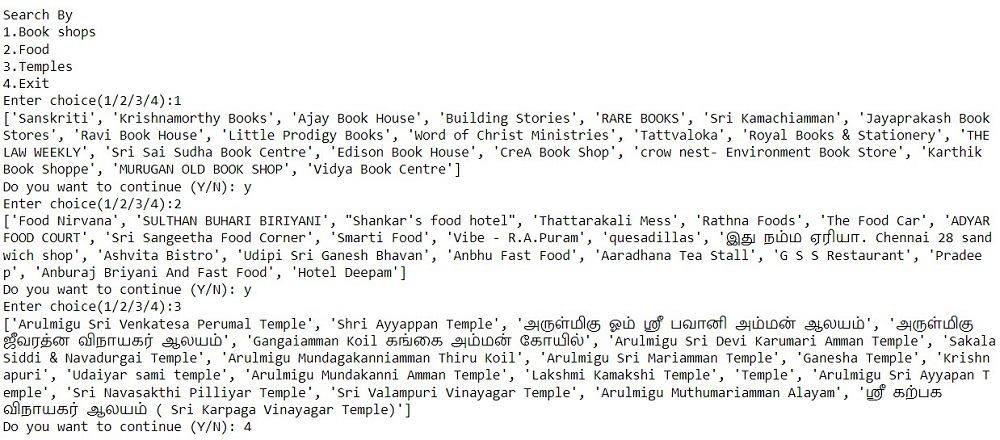 Search By
1.Book shops
2.Food
3.Temples
4.Exit
Enter choice(1/2/3/4):1
['Sanskriti', 'Krishnamorthy Books', 'Ajay Book House', 'Building Stories', 'RARE BOOKS', 'Sri Kamachiamman', 'Jayaprakash Book
Stores', 'Ravi Book House', 'Little Prodigy Books', 'Word of Christ Ministries', 'Tattvaloka', 'Royal Books & Stationery', 'THE
LAW WEEKLY', 'Sri Sai Sudha Book Centre', 'Edison Book House', 'CreA Book Shop', 'crow nest- Environment Book Store', 'Karthik
Book Shoppe', 'MURUGAN OLD BOOK SHOP', 'Vidya Book Centre']
Do you want to continue (Y/N): y
Enter choice(1/2/3/4):2
['Food Nirvana', 'SULTHAN BUHARI BIRIYANI', "Shankar's food hotel", 'Thattarakali Mess', 'Rathna Foods', 'The Food Car', 'ADYAR
FOOD COURT', 'Sri Sangeetha Food Corner', 'Smarti Food', 'Vibe - R.A.Puram', 'quesadillas', 'இது நம்ம ஏரியா. Chennai 28 sand
wich shop', 'Ashvita Bistro', 'Udipi Sri Ganesh Bhavan', 'Anbhu Fast Food', 'Aaradhana Tea Stall', 'G S S Restaurant', 'Pradee
p', 'Anburaj Briyani And Fast Food', 'Hotel Deepam']
Do you want to continue (Y/N): y
Enter choice(1/2/3/4):3
['Arulmigu Sri Venkatesa Perumal Temple', 'Shri Ayyappan Temple', 'அருள்மிகு ஓம் ஸ்ரீ பவானி அம்மன் ஆலயம்', 'அருள்மிகு
ஜீவரத்ன விநாயகர் ஆலயம்', 'Gangaiamman Koil கங்கை அம்மன் கோயில்', 'Arulmigu Sri Devi Karumari Amman Temple', 'Sakala
Siddi & Navadurgai Temple', 'Arulmigu Mundagakanniamman Thiru Koil', 'Arulmigu Sri Mariamman Temple', 'Ganesha Temple', 'Krishn
apuri', 'Udaiyar sami temple', 'Arulmigu Mundakanni Amman Temple', 'Lakshmi Kamakshi Temple', 'Temple', 'Arulmigu Sri Ayyapan T
emple', 'Sri Navasakthi Pilliyar Temple', 'Sri Valampuri Vinayagar Temple', 'Arulmigu Muthumariamman Alayam', 'ஸ்ரீ கற்பக
விநாயகர் ஆலயம் ( Sri Karpaga Vinayagar Temple)']
Do you want to continue (Y/N): 4